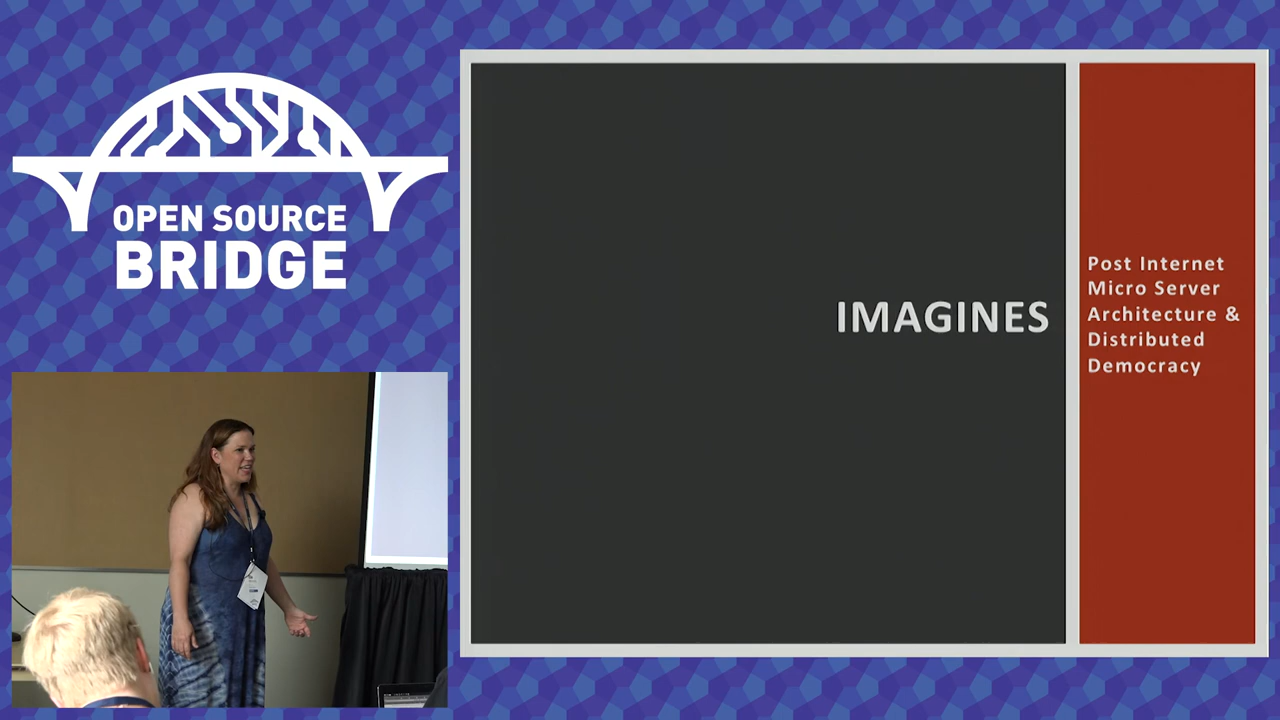 OPEN SOURCE
BRIDGE
IMAGINES
Post Internet
Micro Server
Architecture &
Distributed
Democracy